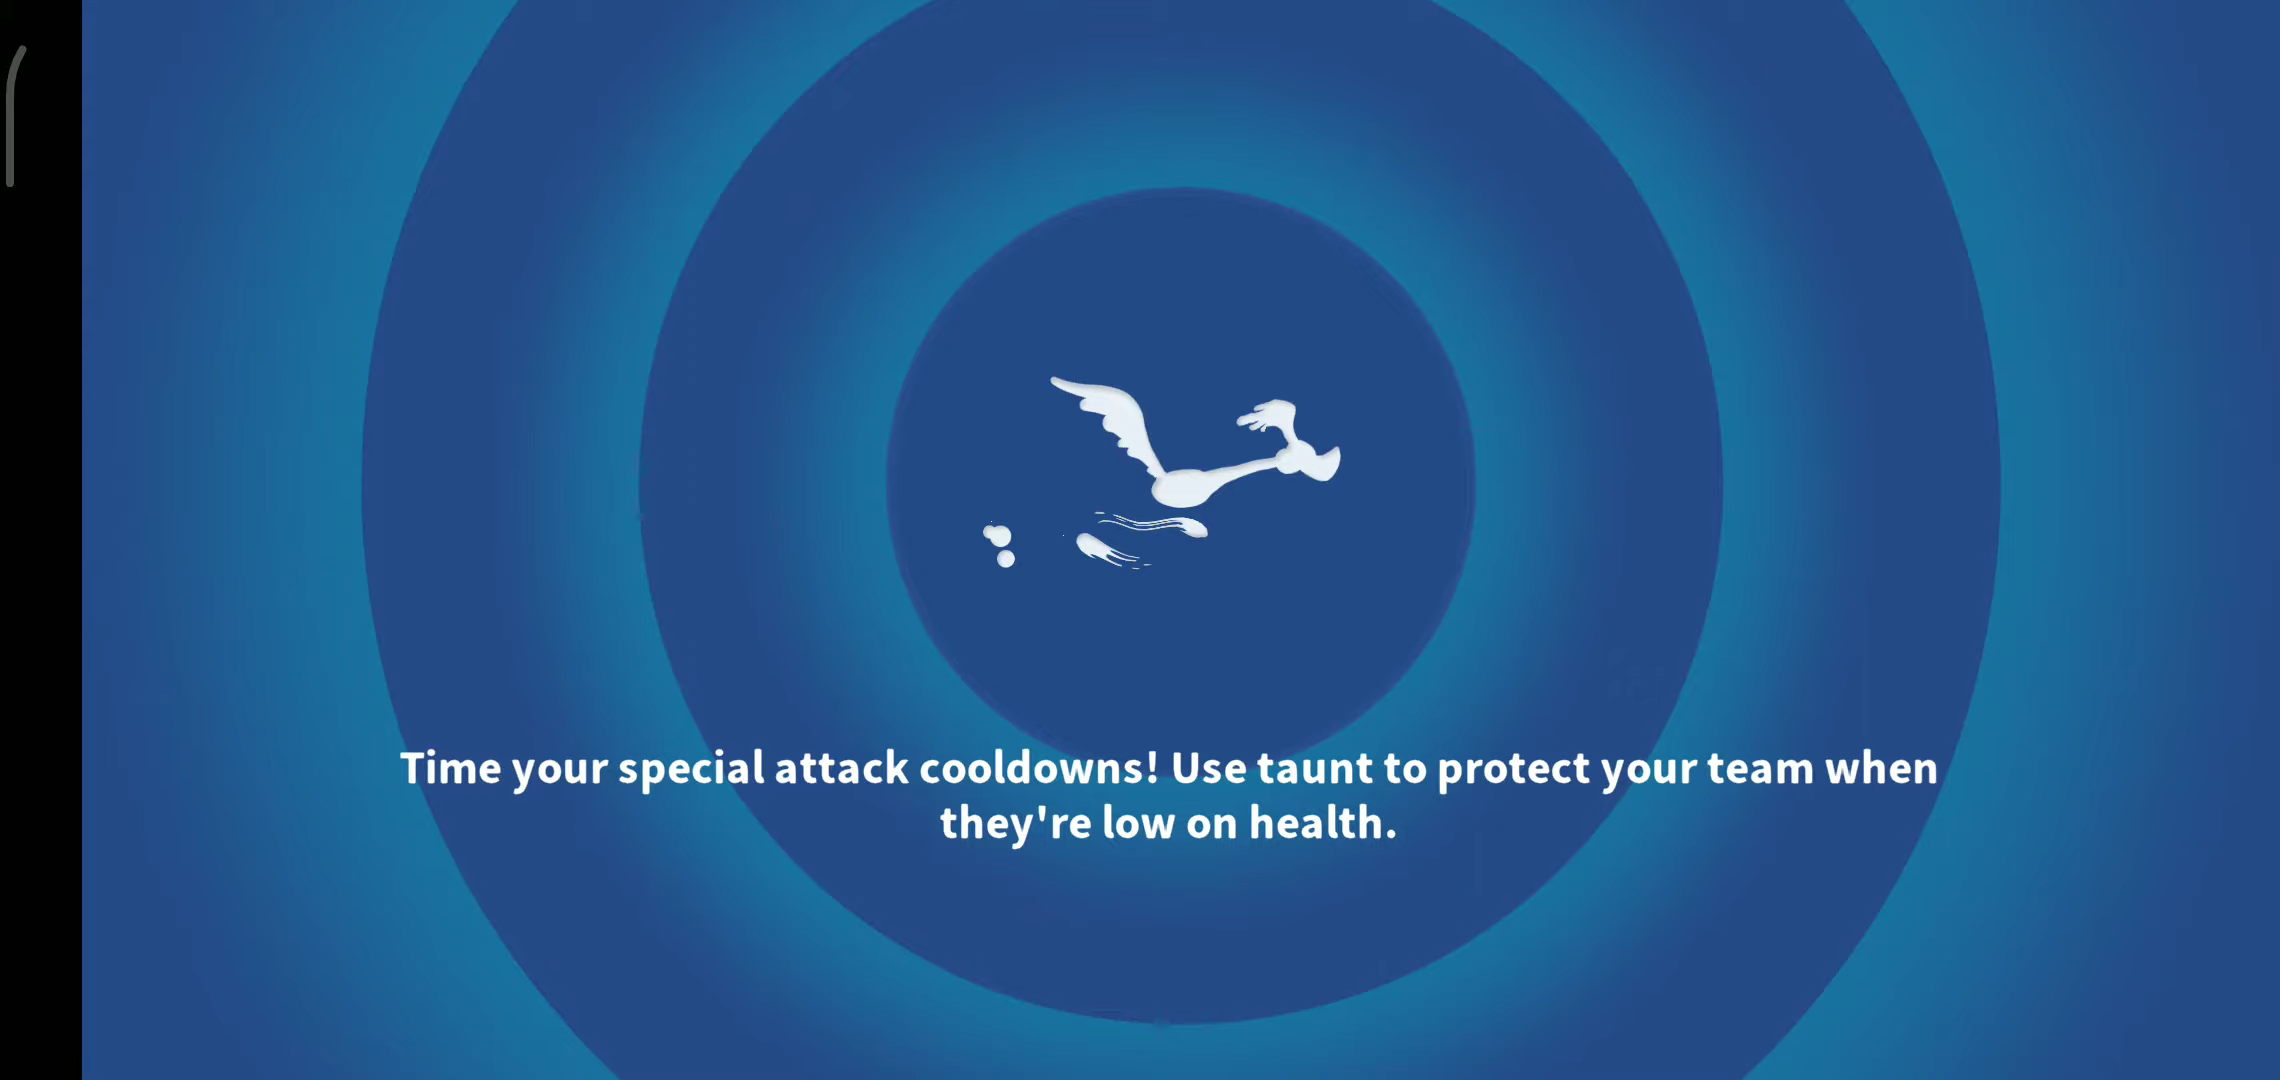 Time your special attack cooldowns! Use taunt to protect your team when
they're low on health.